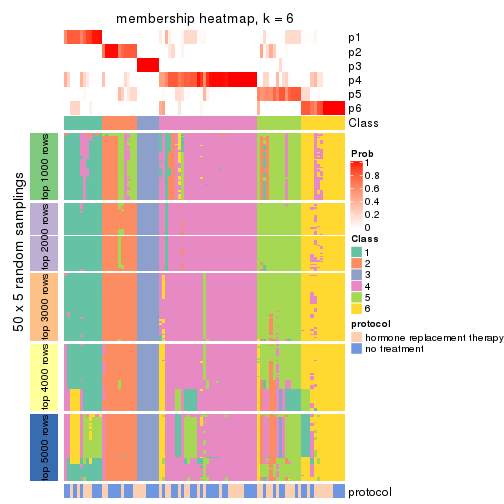 membership heatmap, k = 6
p1
p2
p3
p4
p5
p6
Class
50 x 5 random samplings
top 1000 rows
top 2000 rows
top 3000 rows
top 4000 rows
top 5000 rows
protocol
Prob
1
0.8
0.6
0.4
0.2
0
Class
1
2
3
4
5
6
protocol
hormone replacement therapy
no treatment